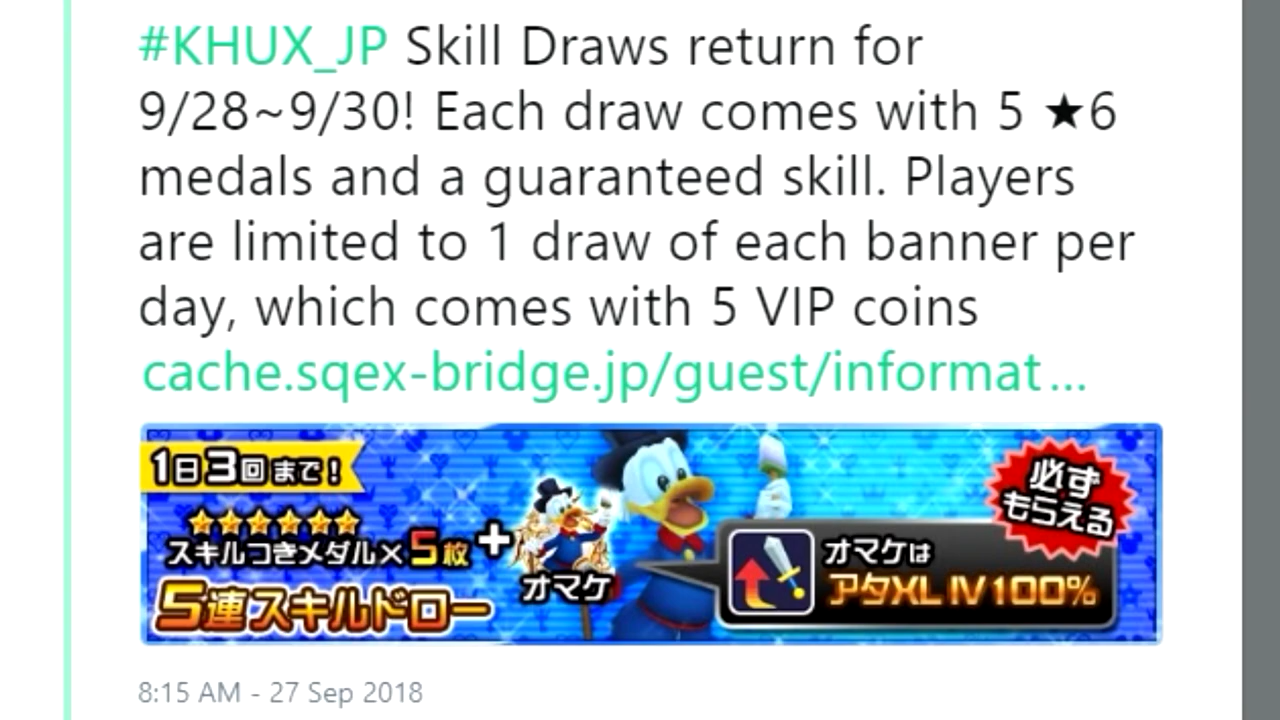 #KHUX_JP Skill Draws return for
9/28~9/30! Each draw comes with 5 ★6
medals and a guaranteed skill. Players
are limited to 1 draw of each banner per
day, which comes with 5 VIP coins
cache.sqex-bridge.jp/guest/informat…
1日3回まで!
★★★★★★
スキルつきメダル×5枚
5連スキルドロー
+
オマケ
オマケは
アタXL IV 100%
必ず
もらえる
8:15 AM - 27 Sep 2018